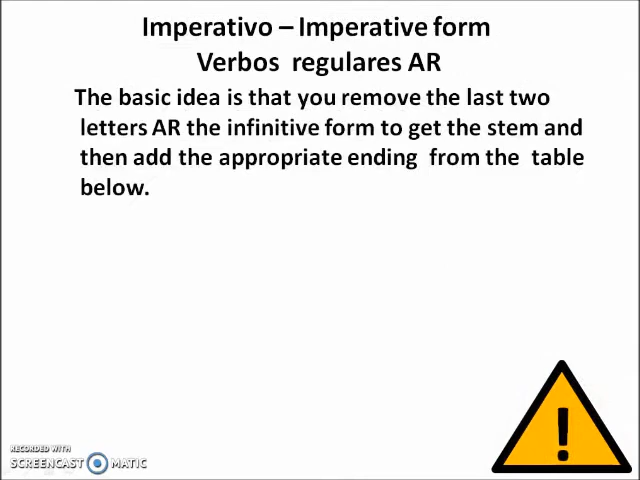 Imperativo – Imperative form
Verbos regulares AR
The basic idea is that you remove the last two
letters AR the infinitive form to get the stem and
then add the appropriate ending from the table
below.
!
RECORDED WITH
SCREENCAST MATIC